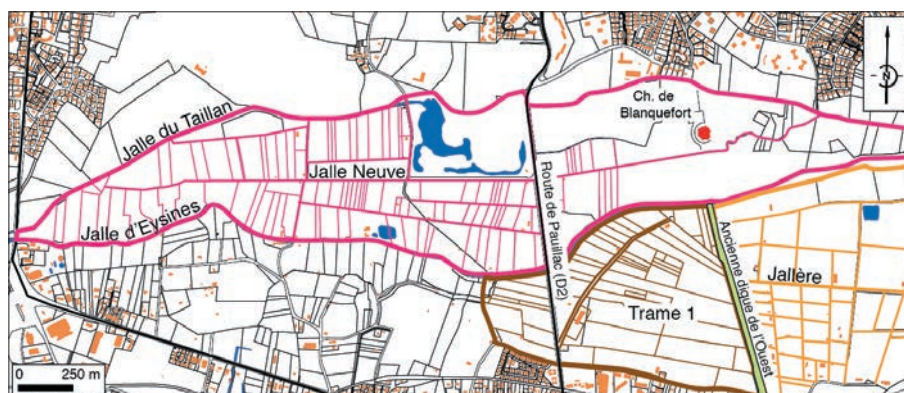 N
Jalle du Taillan
Ch. de
Blanquefort
Jalle Neuve
Jalle d'Eysines
Route de Pauillac (D2)
Ancienne digue de l'Ouest
Jallère
Trame 1
0 250 m